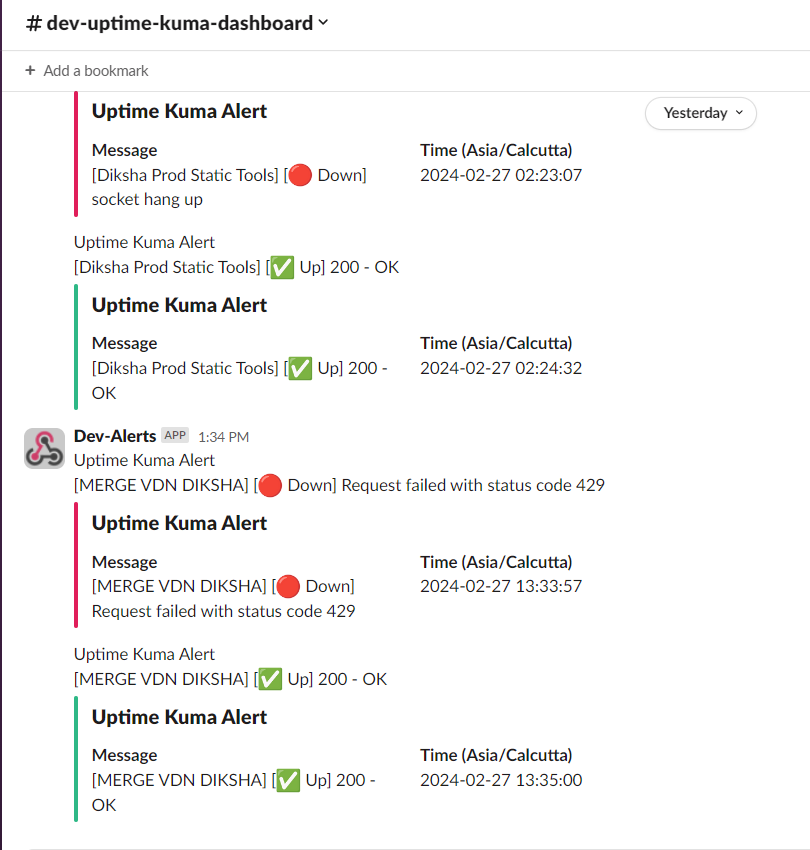 # dev-uptime-kuma-dashboard
+ Add a bookmark
Uptime Kuma Alert
Yesterday
Message Time (Asia/Calcutta)
[Diksha Prod Static Tools] [🔴 Down] 2024-02-27 02:23:07
socket hang up
Uptime Kuma Alert
[Diksha Prod Static Tools] [✅ Up] 200 - OK
Uptime Kuma Alert
Message Time (Asia/Calcutta)
[Diksha Prod Static Tools] [✅ Up] 200 - 2024-02-27 02:24:32
OK
Dev-Alerts APP 1:34 PM
Uptime Kuma Alert
[MERGE VDN DIKSHA] [🔴 Down] Request failed with status code 429
Uptime Kuma Alert
Message Time (Asia/Calcutta)
[MERGE VDN DIKSHA] [🔴 Down] 2024-02-27 13:33:57
Request failed with status code 429
Uptime Kuma Alert
[MERGE VDN DIKSHA] [✅ Up] 200 - OK
Uptime Kuma Alert
Message Time (Asia/Calcutta)
[MERGE VDN DIKSHA] [✅ Up] 200 - 2024-02-27 13:35:00
OK